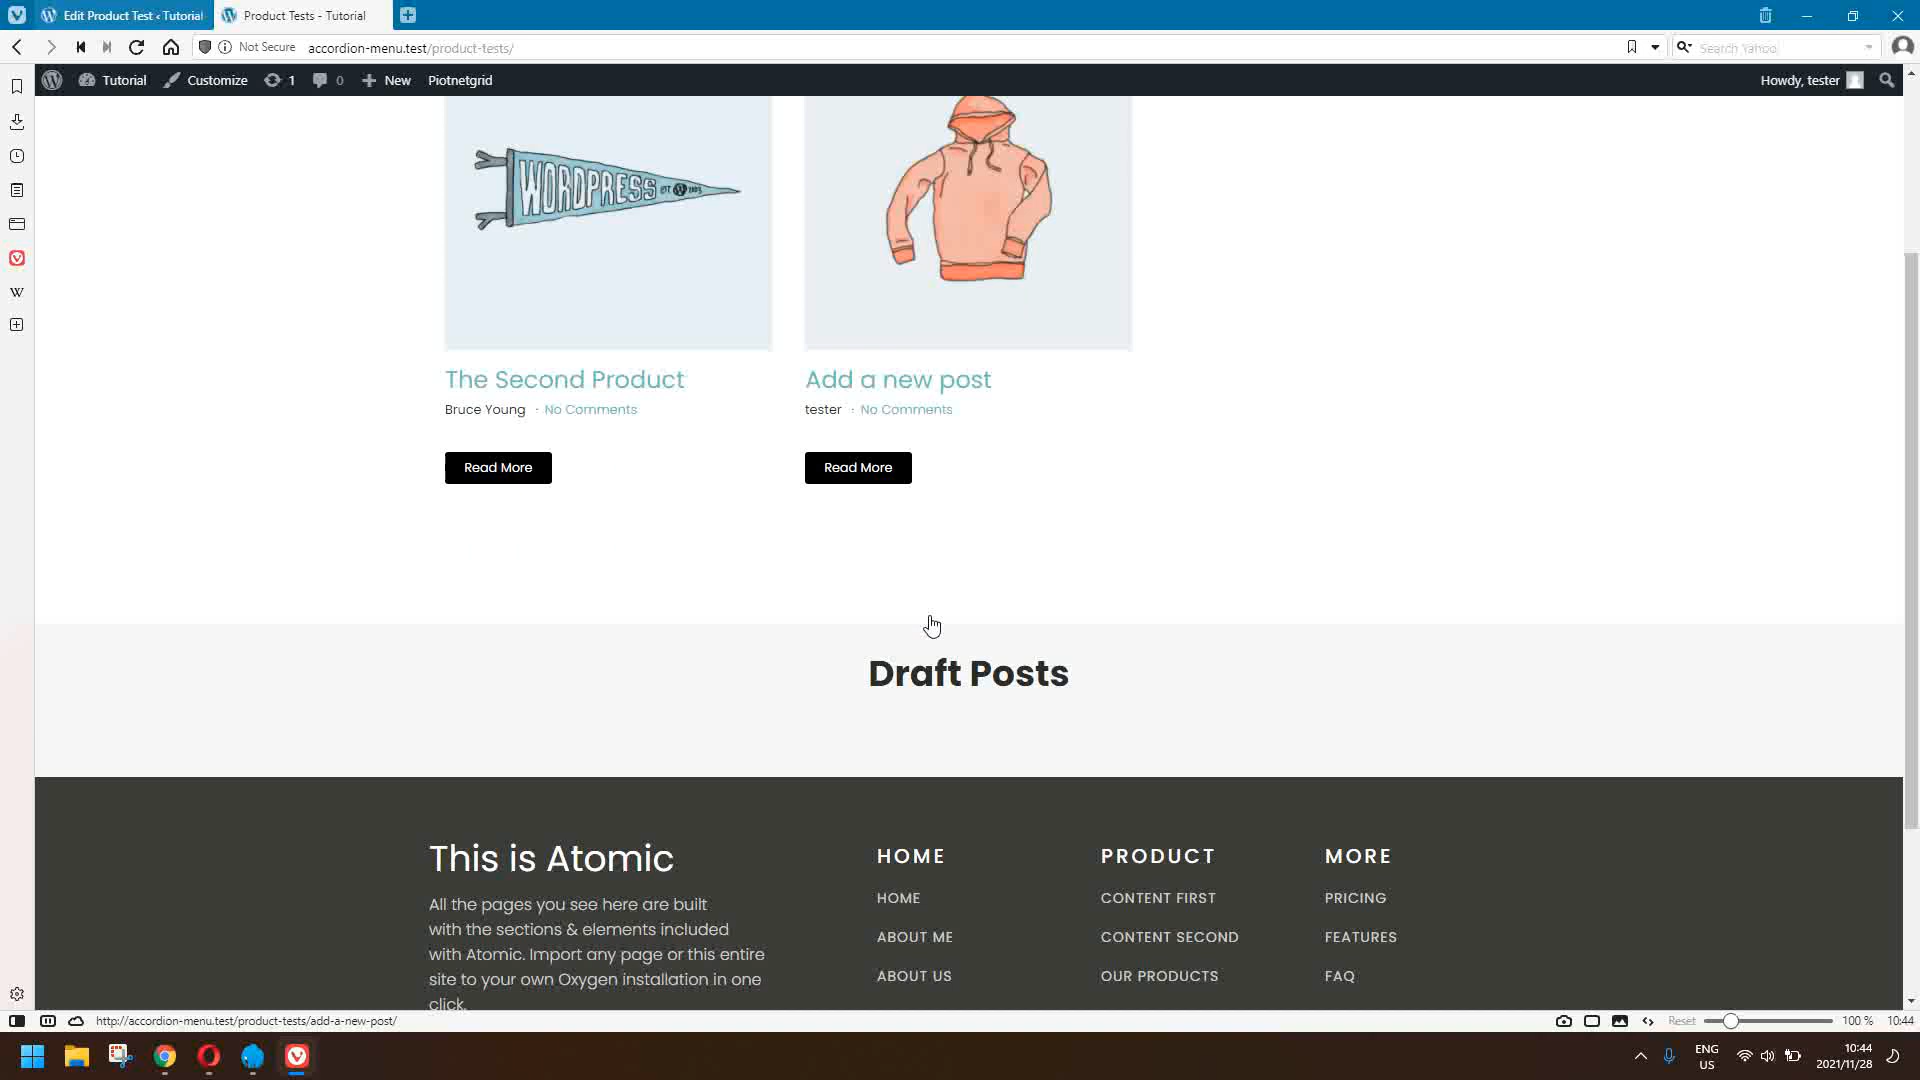 Edit Product Test ‹ Tutorial
Product Tests - Tutorial
Not Secure
accordion-menu.test/product-tests/
Search Yahoo
Tutorial
Customize
1
0
New
Piotnetgrid
Howdy, tester
WORDPRESS EST 2003
The Second Product
Bruce Young · No Comments
Read More
Add a new post
tester · No Comments
Read More
Draft Posts
This is Atomic
All the pages you see here are built
with the sections & elements included
with Atomic. Import any page or this entire
site to your own Oxygen installation in one
click.
HOME
HOME
ABOUT ME
ABOUT US
PRODUCT
CONTENT FIRST
CONTENT SECOND
OUR PRODUCTS
MORE
PRICING
FEATURES
FAQ
http://accordion-menu.test/product-tests/add-a-new-post/
Reset
100 %
10:44
ENG
US
10:44
2021/11/28